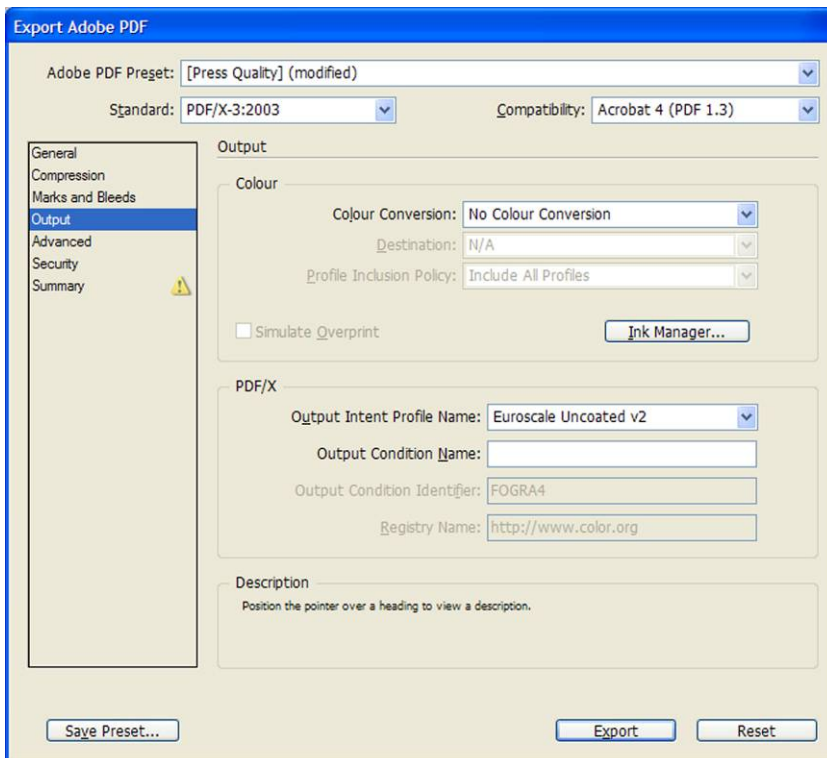 Export Adobe PDF
Adobe PDF Preset: [Press Quality] (modified)
Standard: PDF/X-3:2003 Compatibility: Acrobat 4 (PDF 1.3)
General
Compression
Marks and Bleeds
Output
Advanced
Security
Summary
Output
Colour
Colour Conversion: No Colour Conversion
Destination: N/A
Profile Inclusion Policy: Include All Profiles
Simulate Overprint Ink Manager...
PDF/X
Output Intent Profile Name: Euroscale Uncoated v2
Output Condition Name:
Output Condition Identifier: FOGRA4
Registry Name: http://www.color.org
Description
Position the pointer over a heading to view a description.
Save Preset... Export Reset